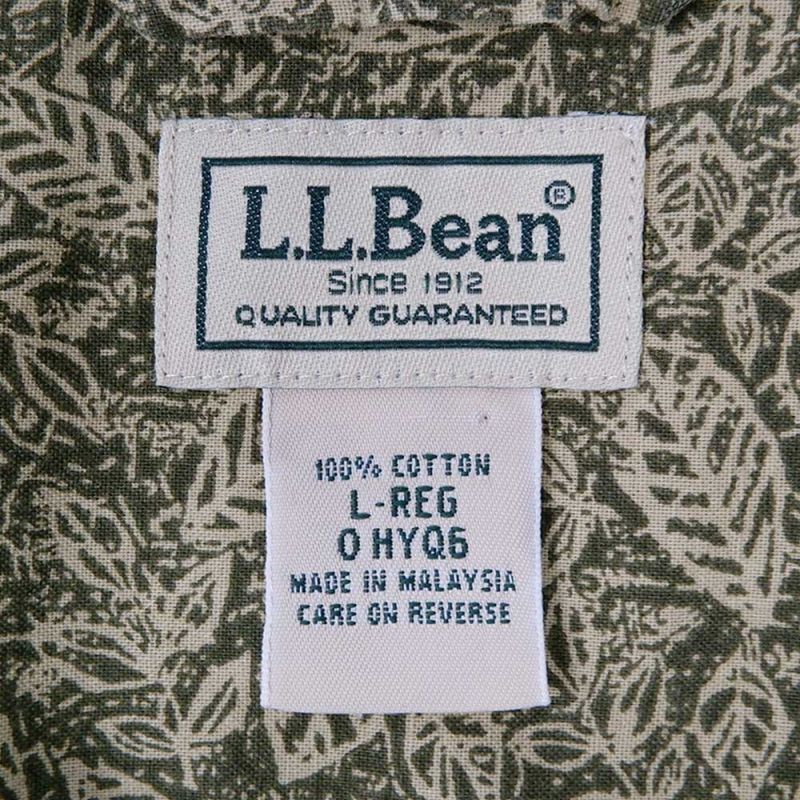 L.L.Bean®
Since 1912
QUALITY GUARANTEED
100% COTTON
L-REG
0 HYQ6
MADE IN MALAYSIA
CARE ON REVERSE